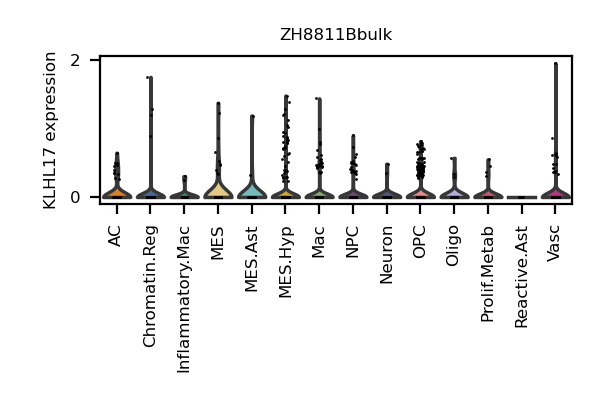 ZH8811Bbulk
KLHL17 expression
2
0
AC
Chromatin.Reg
Inflammatory.Mac
MES
MES.Ast
MES.Hyp
Mac
NPC
Neuron
OPC
Oligo
Prolif.Metab
Reactive.Ast
Vasc